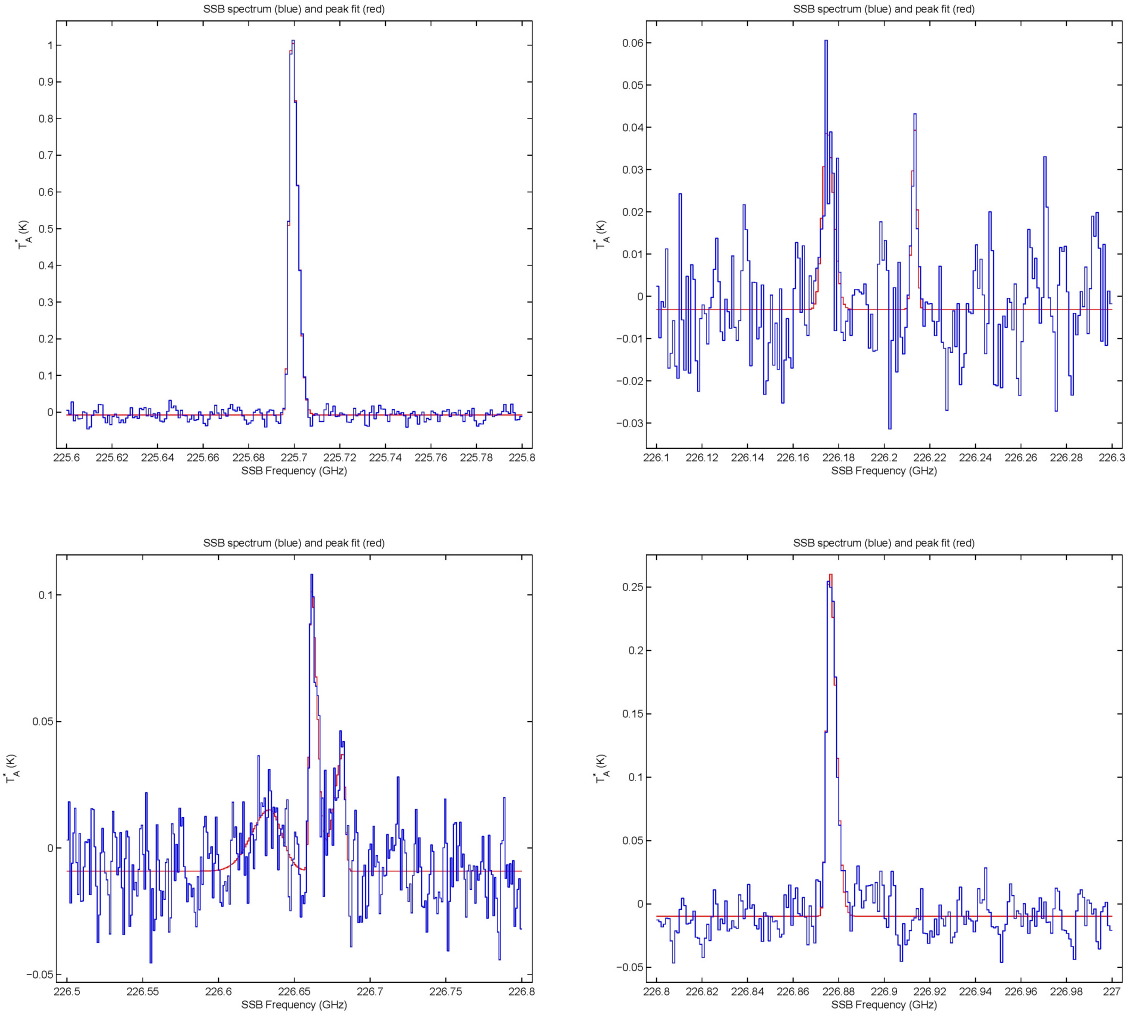 SSB spectrum (blue) and peak fit (red)
1
0.9
0.8
0.7
0.6
0.5
0.4
0.3
0.2
0.1
0
T*A (K)
225.6 225.62 225.64 225.66 225.68 225.7 225.72 225.74 225.76 225.78 225.8
SSB Frequency (GHz)
SSB spectrum (blue) and peak fit (red)
0.06
0.05
0.04
0.03
0.02
0.01
0
−0.01
−0.02
−0.03
T*A (K)
226.1 226.12 226.14 226.16 226.18 226.2 226.22 226.24 226.26 226.28 226.3
SSB Frequency (GHz)
SSB spectrum (blue) and peak fit (red)
0.1
0.05
0
−0.05
T*A (K)
226.5 226.55 226.6 226.65 226.7 226.75 226.8
SSB Frequency (GHz)
SSB spectrum (blue) and peak fit (red)
0.25
0.2
0.15
0.1
0.05
0
−0.05
T*A (K)
226.8 226.82 226.84 226.86 226.88 226.9 226.92 226.94 226.96 226.98 227
SSB Frequency (GHz)